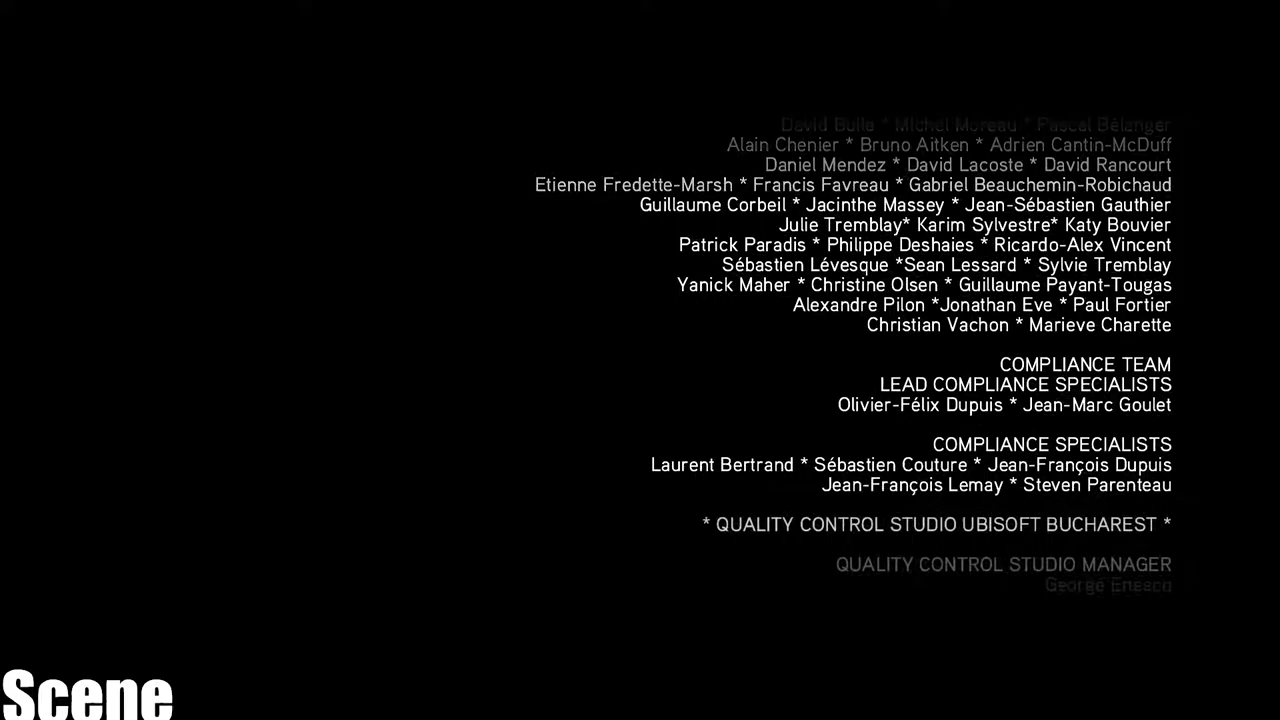 David Bulle * Michel Moreau * Pascal Bélanger
Alain Chenier * Bruno Aitken * Adrien Cantin-McDuff
Daniel Mendez * David Lacoste * David Rancourt
Etienne Fredette-Marsh * Francis Favreau * Gabriel Beauchemin-Robichaud
Guillaume Corbeil * Jacinthe Massey * Jean-Sébastien Gauthier
Julie Tremblay* Karim Sylvestre* Katy Bouvier
Patrick Paradis * Philippe Deshaies * Ricardo-Alex Vincent
Sébastien Lévesque *Sean Lessard * Sylvie Tremblay
Yanick Maher * Christine Olsen * Guillaume Payant-Tougas
Alexandre Pilon *Jonathan Eve * Paul Fortier
Christian Vachon * Marieve Charette
COMPLIANCE TEAM
LEAD COMPLIANCE SPECIALISTS
Olivier-Félix Dupuis * Jean-Marc Goulet
COMPLIANCE SPECIALISTS
Laurent Bertrand * Sébastien Couture * Jean-François Dupuis
Jean-François Lemay * Steven Parenteau
* QUALITY CONTROL STUDIO UBISOFT BUCHAREST *
QUALITY CONTROL STUDIO MANAGER
Scene